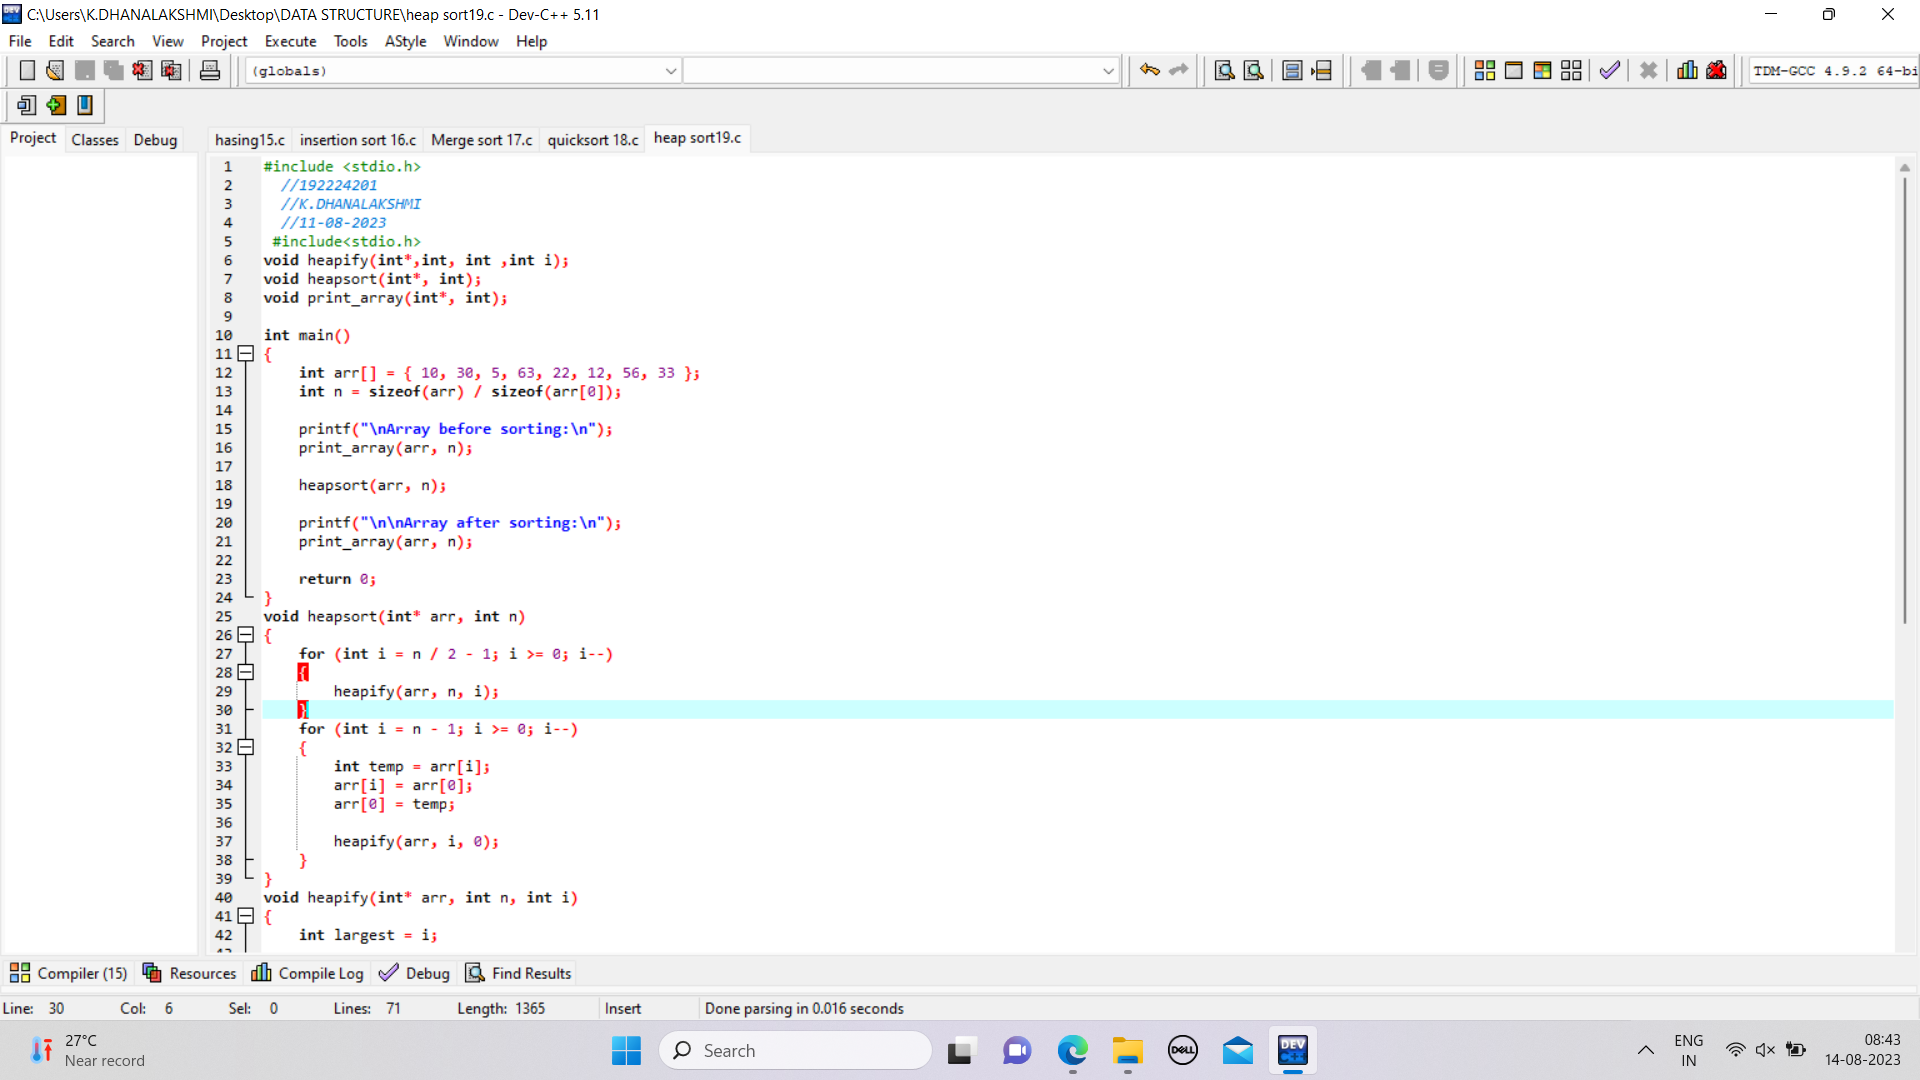 C:\Users\K.DHANALAKSHMI\Desktop\DATA STRUCTURE\heap sort19.c - Dev-C++ 5.11
File Edit Search View Project Execute Tools AStyle Window Help
(globals)
TDM-GCC 4.9.2 64-bi
Project Classes Debug
hasing15.c insertion sort 16.c Merge sort 17.c quicksort 18.c heap sort19.c
1 #include <stdio.h>
2 //192224201
3 //K.DHANALAKSHMI
4 //11-08-2023
5 #include<stdio.h>
6 void heapify(int*,int, int ,int i);
7 void heapsort(int*, int);
8 void print_array(int*, int);
9
10 int main()
11 {
12 int arr[] = { 10, 30, 5, 63, 22, 12, 56, 33 };
13 int n = sizeof(arr) / sizeof(arr[0]);
14
15 printf("\nArray before sorting:\n");
16 print_array(arr, n);
17
18 heapsort(arr, n);
19
20 printf("\n\nArray after sorting:\n");
21 print_array(arr, n);
22
23 return 0;
24 }
25 void heapsort(int* arr, int n)
26 {
27 for (int i = n / 2 - 1; i >= 0; i--)
28 {
29 heapify(arr, n, i);
30 }
31 for (int i = n - 1; i >= 0; i--)
32 {
33 int temp = arr[i];
34 arr[i] = arr[0];
35 arr[0] = temp;
36
37 heapify(arr, i, 0);
38 }
39 }
40 void heapify(int* arr, int n, int i)
41 {
42 int largest = i;
Compiler (15) Resources Compile Log Debug Find Results
Line: 30 Col: 6 Sel: 0 Lines: 71 Length: 1365 Insert Done parsing in 0.016 seconds
27°C
Near record
Search
DELL
DEV
C++
ENG
IN
08:43
14-08-2023